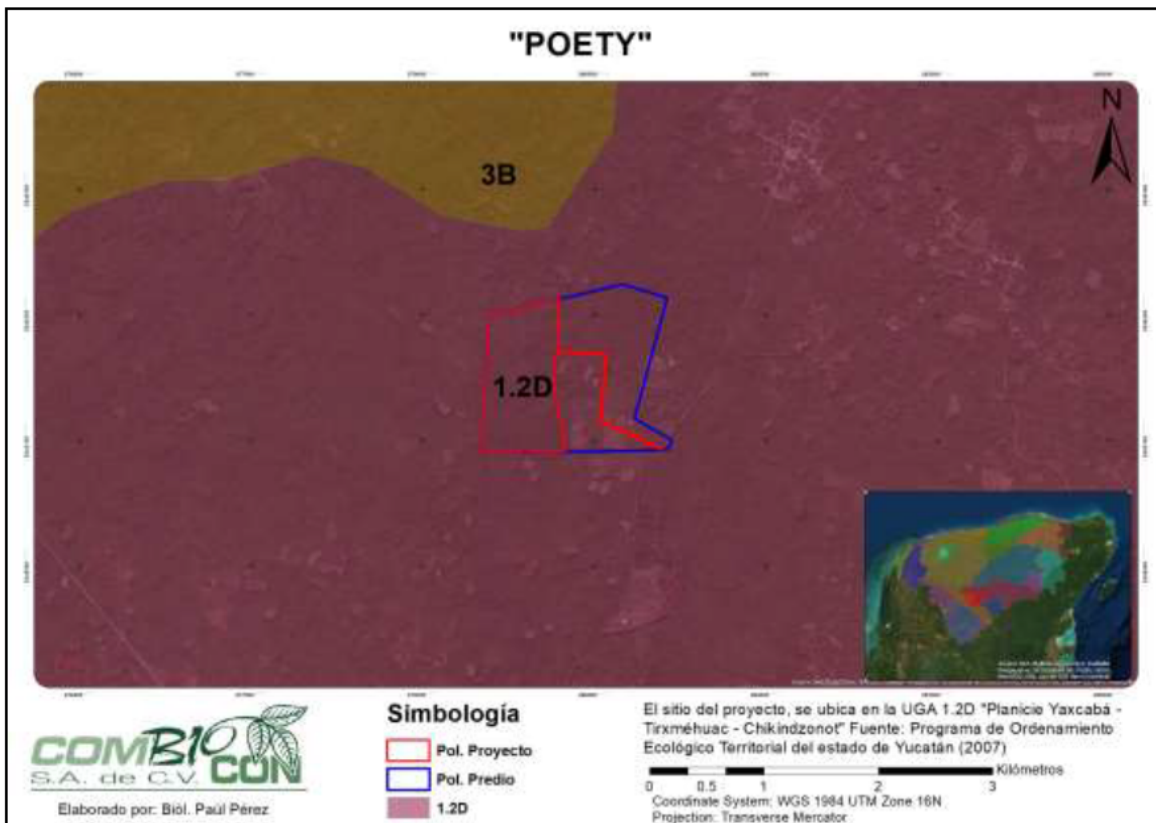 "POETY"
N
3B
1.2D
COMBIOCON
S.A. de C.V.
Elaborado por: Biól. Paúl Pérez
Simbología
Pol. Proyecto
Pol. Predio
1.2D
El sitio del proyecto, se ubica en la UGA 1.2D "Planicie Yaxcabá -
Tirxméhuac - Chikindzonot" Fuente: Programa de Ordenamiento
Ecológico Territorial del estado de Yucatán (2007)
Kilómetros
0 0.5 1 2 3
Coordinate System: WGS 1984 UTM Zone 16N
Projection: Transverse Mercator